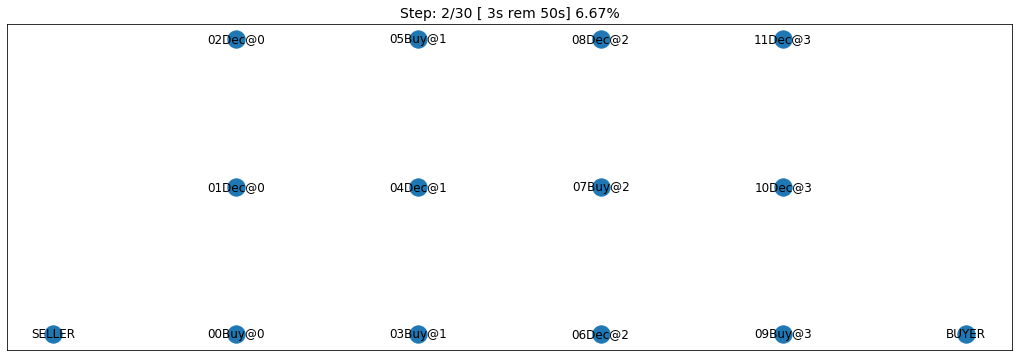 Step: 2/30 [ 3s rem 50s] 6.67%
02Dec@0 05Buy@1 08Dec@2 11Dec@3
01Dec@0 04Dec@1 07Buy@2 10Dec@3
SELLER 00Buy@0 03Buy@1 06Dec@2 09Buy@3 BUYER